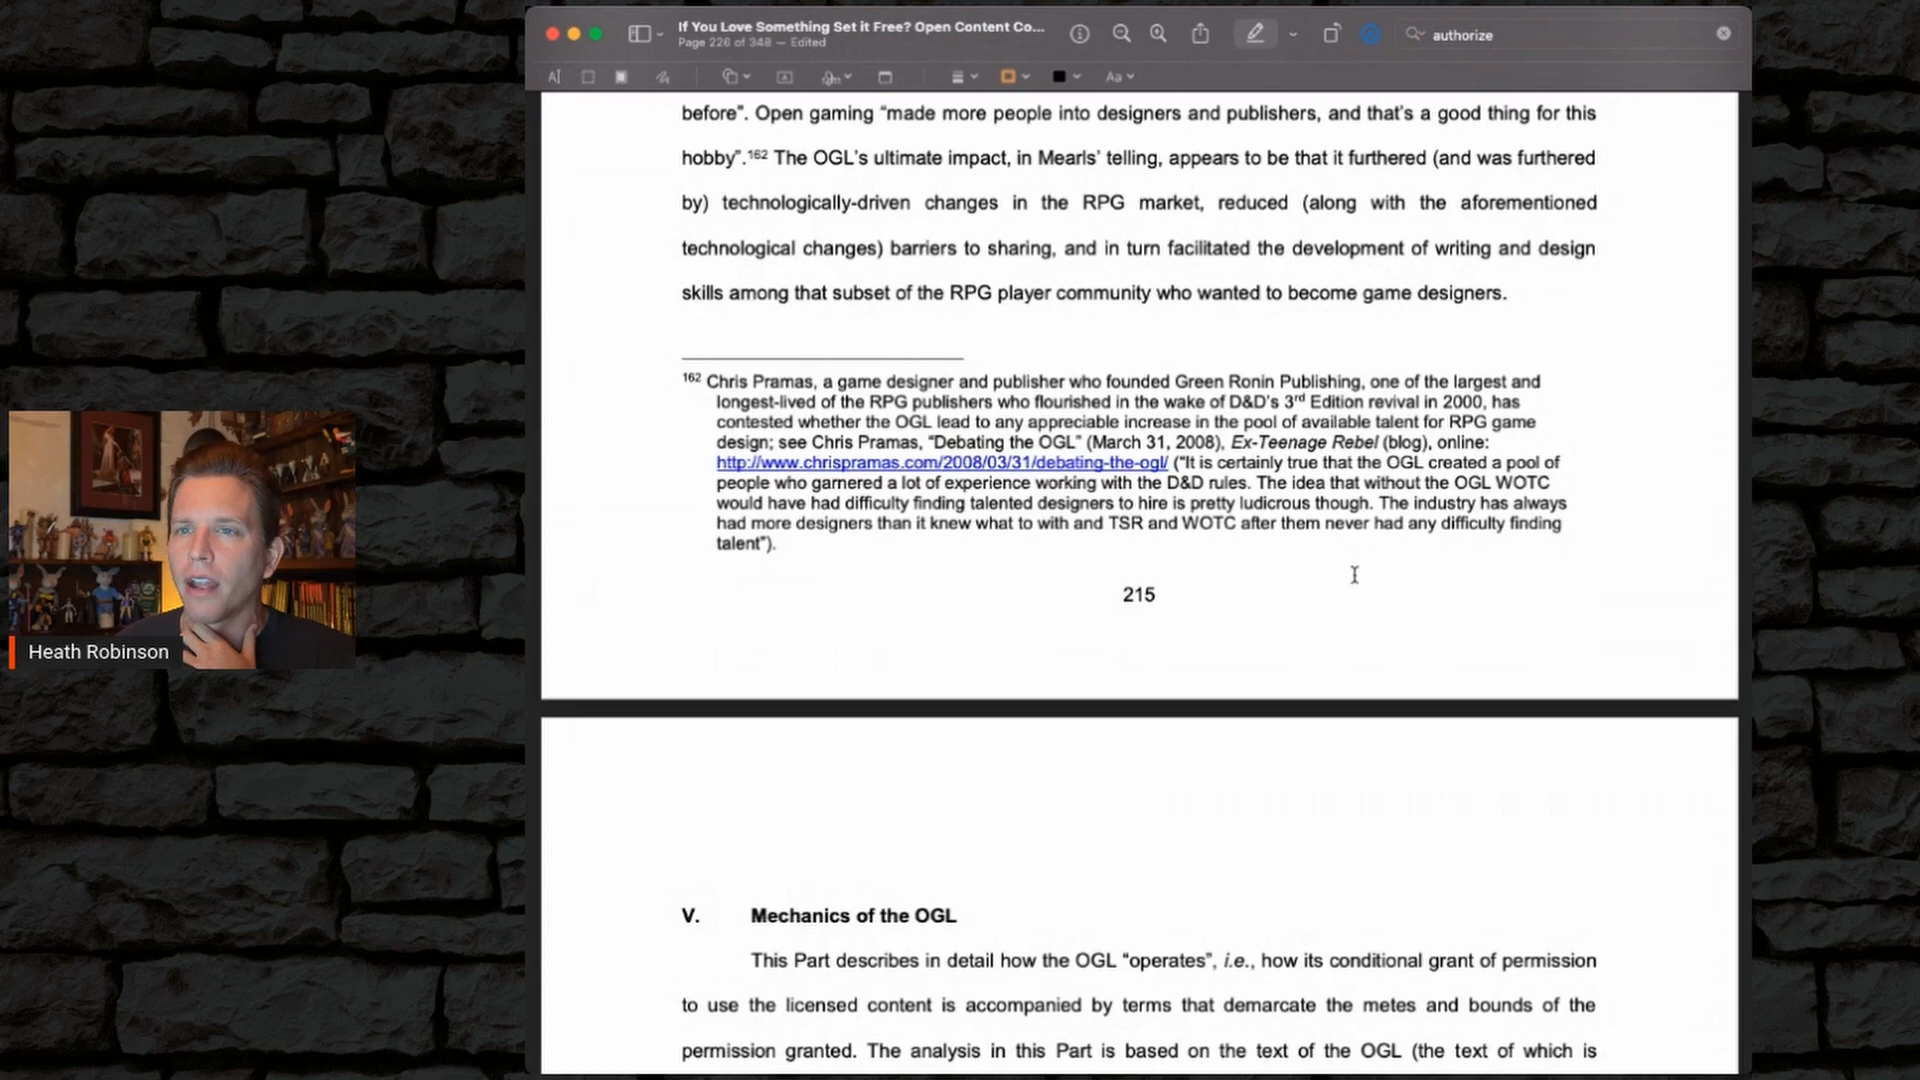 If You Love Something Set it Free? Open Content Co...
Page 226 of 348 — Edited
authorize
Aa
before”. Open gaming “made more people into designers and publishers, and that’s a good thing for this
hobby”.162 The OGL’s ultimate impact, in Mearls’ telling, appears to be that it furthered (and was furthered
by) technologically-driven changes in the RPG market, reduced (along with the aforementioned
technological changes) barriers to sharing, and in turn facilitated the development of writing and design
skills among that subset of the RPG player community who wanted to become game designers.
162 Chris Pramas, a game designer and publisher who founded Green Ronin Publishing, one of the largest and
longest-lived of the RPG publishers who flourished in the wake of D&D’s 3rd Edition revival in 2000, has
contested whether the OGL lead to any appreciable increase in the pool of available talent for RPG game
design; see Chris Pramas, “Debating the OGL” (March 31, 2008), Ex-Teenage Rebel (blog), online:
http://www.chrispramas.com/2008/03/31/debating-the-ogl/ (“It is certainly true that the OGL created a pool of
people who garnered a lot of experience working with the D&D rules. The idea that without the OGL WOTC
would have had difficulty finding talented designers to hire is pretty ludicrous though. The industry has always
had more designers than it knew what to with and TSR and WOTC after them never had any difficulty finding
talent”).
215
Heath Robinson
V. Mechanics of the OGL
This Part describes in detail how the OGL “operates”, i.e., how its conditional grant of permission
to use the licensed content is accompanied by terms that demarcate the metes and bounds of the
permission granted. The analysis in this Part is based on the text of the OGL (the text of which is